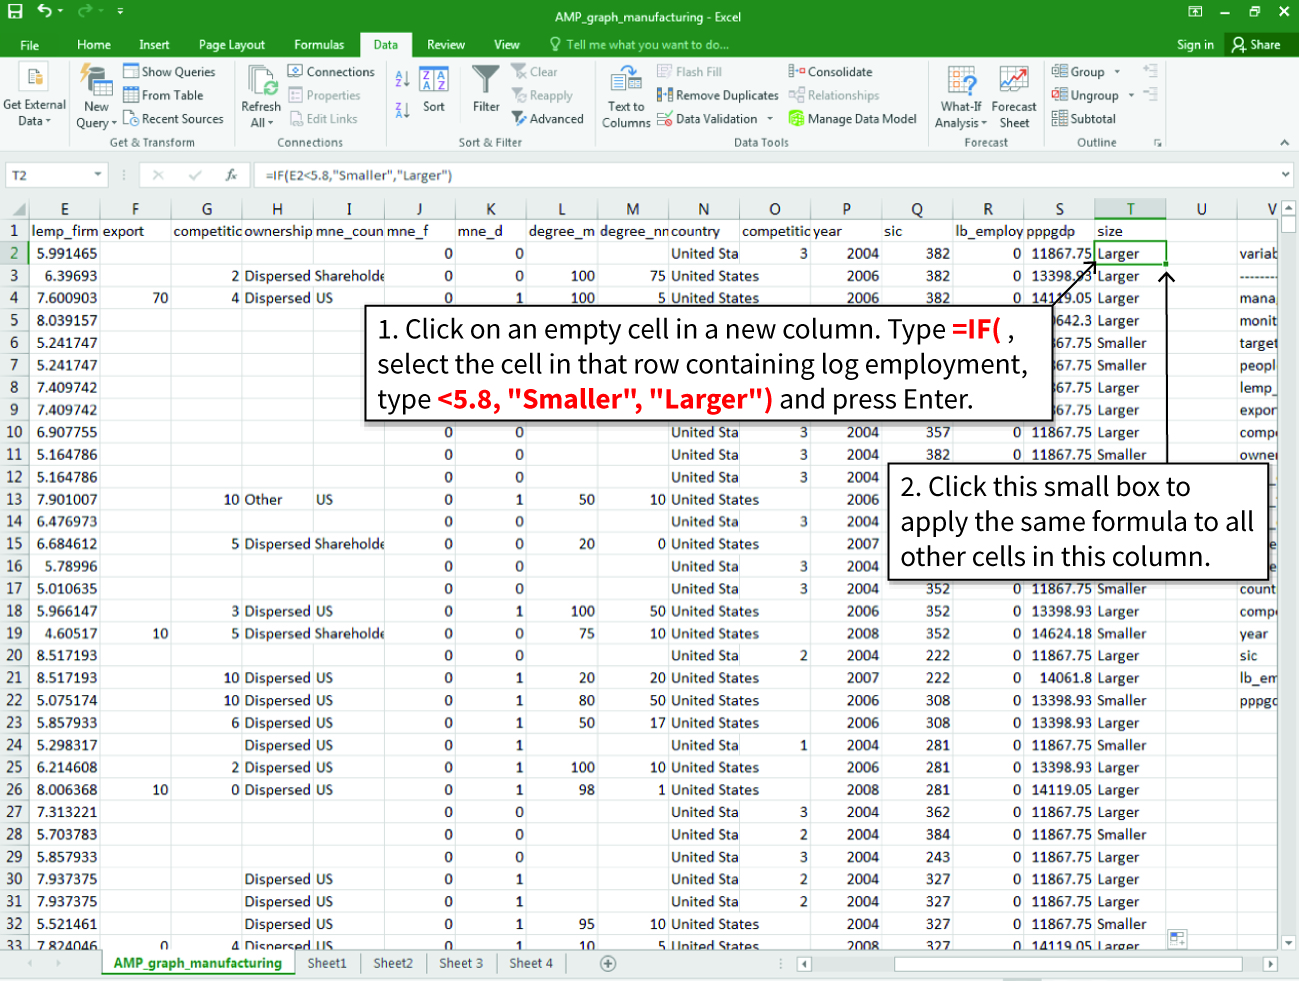 AMP_graph_manufacturing - Excel
File Home Insert Page Layout Formulas Data Review View Tell me what you want to do... Sign in Share
Get External Data
New Query
Show Queries
From Table
Recent Sources
Get & Transform
Refresh All
Connections
Properties
Edit Links
Connections
Sort
Filter
Clear
Reapply
Advanced
Sort & Filter
Text to Columns
Flash Fill
Remove Duplicates
Data Validation
Consolidate
Relationships
Manage Data Model
Data Tools
What-If Analysis
Forecast Sheet
Forecast
Group
Ungroup
Subtotal
Outline
T2 fx =IF(E2<5.8,"Smaller","Larger")
E F G H I J K L M N O P Q R S T U V
1 lemp_firm export competitic ownership mne_coun mne_f mne_d degree_m degree_nm country competitic year sic lb_employ pppgdp size
2 5.991465 0 0 United Sta 3 2004 382 0 11867.75 Larger variab
3 6.39693 2 Dispersed Shareholde 0 0 100 75 United States 2006 382 0 13398.93 Larger --------
4 7.600903 70 4 Dispersed US 0 1 100 5 United States 2006 382 0 14119.05 Larger mana
5 8.039157 642.3 Larger monit
6 5.241747 367.75 Smaller target
7 5.241747 367.75 Smaller peopl
8 7.409742 367.75 Larger lemp_
9 7.409742 367.75 Larger expor
10 6.907755 0 0 United Sta 3 2004 357 0 11867.75 Larger comp
11 5.164786 0 0 United Sta 3 2004 382 0 11867.75 Smaller owne
12 5.164786 0 0 United Sta 3 2004
13 7.901007 10 Other US 0 1 50 10 United States 2006
14 6.476973 0 0 United Sta 3 2004
15 6.684612 5 Dispersed Shareholde 0 0 20 0 United States 2007
16 5.78996 0 0 United Sta 3 2004
17 5.010635 0 0 United Sta 3 2004 352 0 11867.75 Smaller count
18 5.966147 3 Dispersed US 0 1 100 50 United States 2006 352 0 13398.93 Larger comp
19 4.60517 10 5 Dispersed Shareholde 0 0 75 10 United States 2008 352 0 14624.18 Smaller year
20 8.517193 0 0 United Sta 2 2004 222 0 11867.75 Larger sic
21 8.517193 10 Dispersed US 0 1 20 20 United States 2007 222 0 14061.8 Larger lb_em
22 5.075174 10 Dispersed US 0 1 80 50 United States 2006 308 0 13398.93 Smaller pppgc
23 5.857933 6 Dispersed US 0 1 50 17 United States 2006 308 0 13398.93 Larger
24 5.298317 Dispersed US 0 1 United Sta 1 2004 281 0 11867.75 Smaller
25 6.214608 2 Dispersed US 0 1 100 10 United States 2006 281 0 13398.93 Larger
26 8.006368 10 0 Dispersed US 0 1 98 1 United States 2008 281 0 14119.05 Larger
27 7.313221 0 0 United Sta 3 2004 362 0 11867.75 Larger
28 5.703783 0 0 United Sta 2 2004 384 0 11867.75 Smaller
29 5.857933 0 0 United Sta 3 2004 243 0 11867.75 Larger
30 7.937375 Dispersed US 0 1 United Sta 2 2004 327 0 11867.75 Larger
31 7.937375 Dispersed US 0 1 United Sta 2 2004 327 0 11867.75 Larger
32 5.521461 Dispersed US 0 1 95 10 United States 2004 327 0 11867.75 Smaller
33 7.824046 0 4 Dispersed US 0 1 10 5 United States 2008 327 0 14119.05 Larger
1. Click on an empty cell in a new column. Type =IF( ,
select the cell in that row containing log employment,
type <5.8, "Smaller", "Larger") and press Enter.
2. Click this small box to
apply the same formula to all
other cells in this column.
AMP_graph_manufacturing Sheet1 Sheet2 Sheet 3 Sheet 4